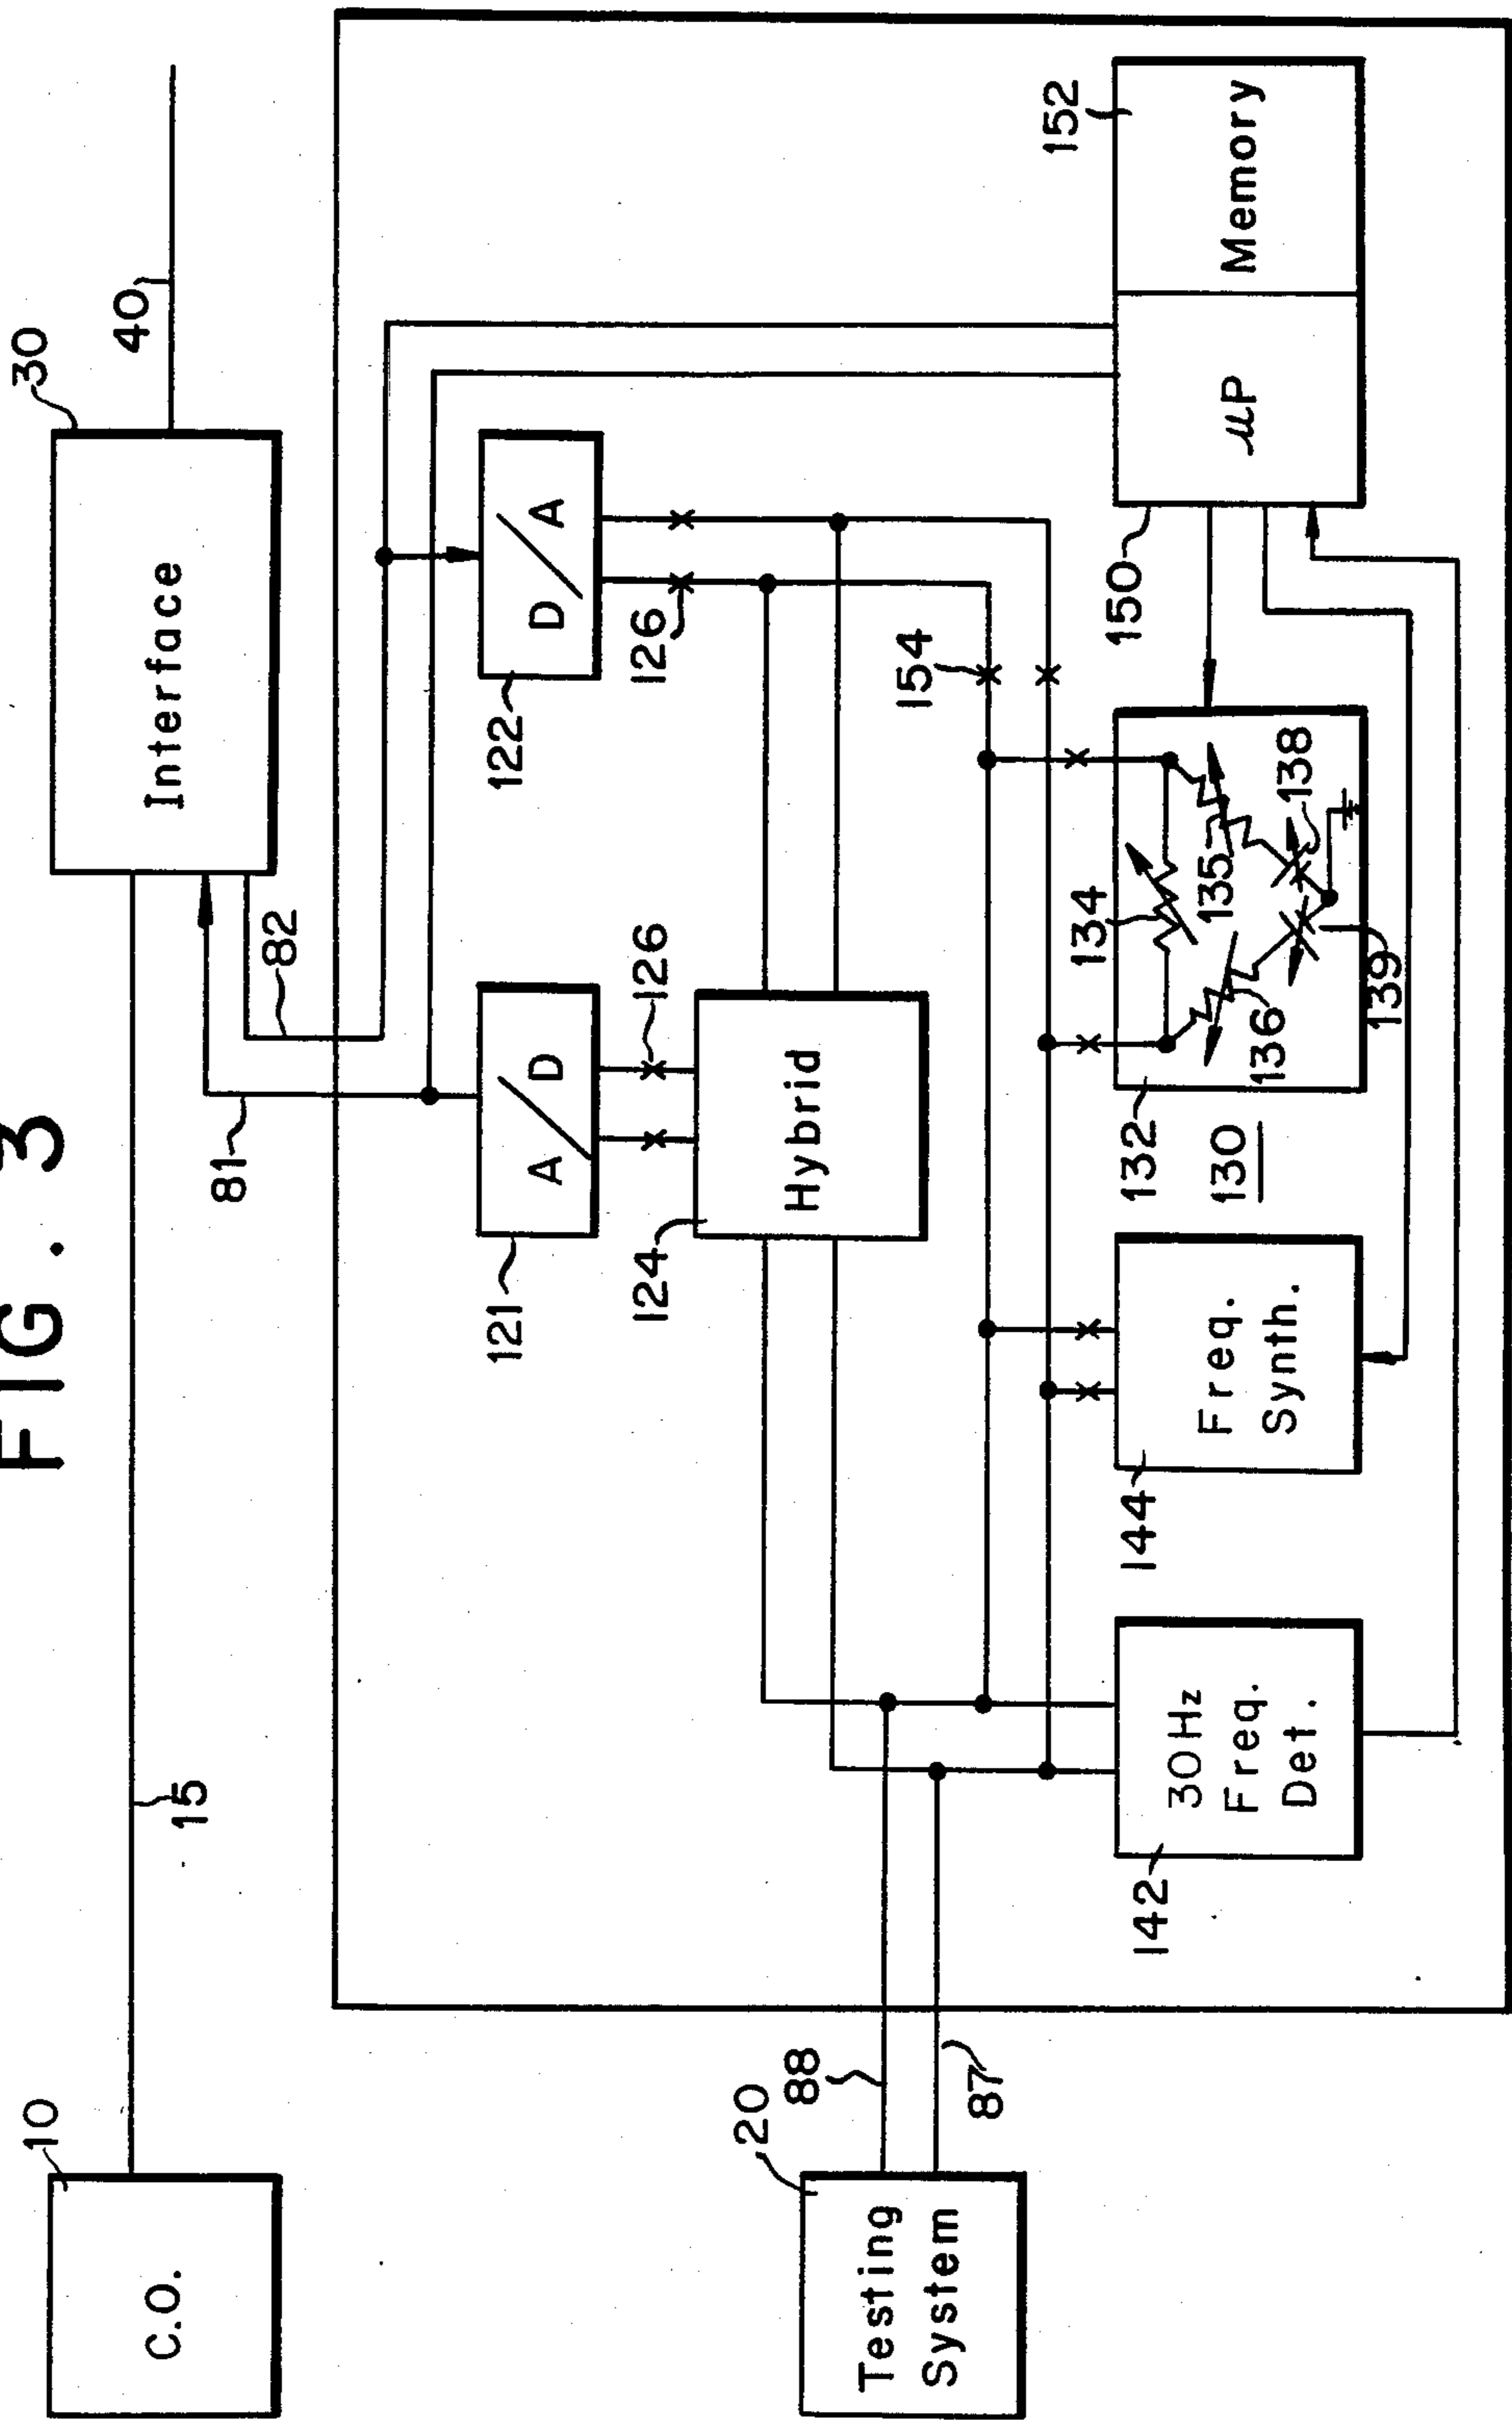 FIG. 3
10
C.O.
15
30
Interface
40
81
82
20
Testing
System
88
87
121
A/D
122
D/A
126
126
124
Hybrid
154
142
30Hz
Freq.
Det.
144
Freq.
Synth.
130
132
134
135
136
138
139
150
μP
152
Memory